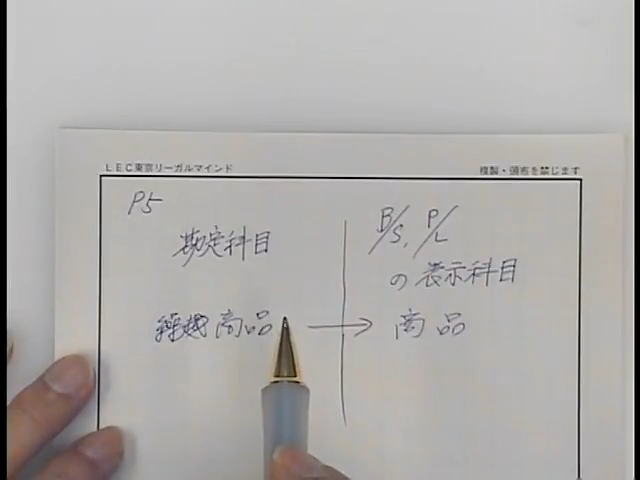 LEC東京リーガルマインド
複製・頒布を禁じます
P5
勘定科目
B/S, P/L
の表示科目
繰越商品 → 商品